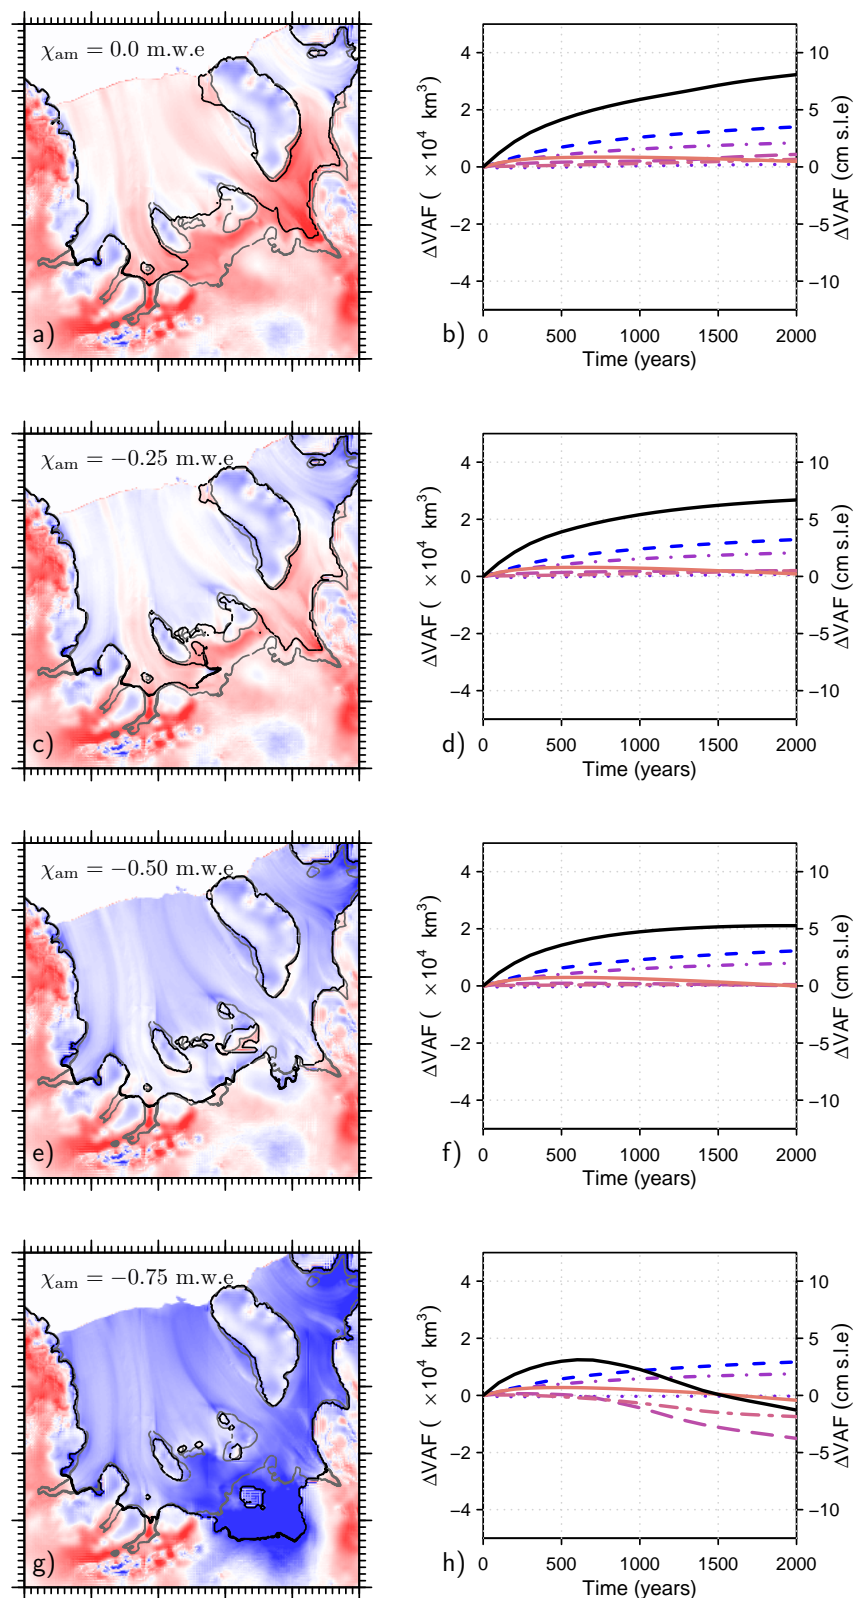 χam = 0.0 m.w.e
a)
4
2
0
−2
−4
ΔVAF ( ×10⁴ km³)
10
5
0
−5
−10
ΔVAF (cm s.l.e)
b)
0 500 1000 1500 2000
Time (years)
χam = −0.25 m.w.e
c)
4
2
0
−2
−4
ΔVAF ( ×10⁴ km³)
10
5
0
−5
−10
ΔVAF (cm s.l.e)
d)
0 500 1000 1500 2000
Time (years)
χam = −0.50 m.w.e
e)
4
2
0
−2
−4
ΔVAF ( ×10⁴ km³)
10
5
0
−5
−10
ΔVAF (cm s.l.e)
f)
0 500 1000 1500 2000
Time (years)
χam = −0.75 m.w.e
g)
4
2
0
−2
−4
ΔVAF ( ×10⁴ km³)
10
5
0
−5
−10
ΔVAF (cm s.l.e)
h)
0 500 1000 1500 2000
Time (years)